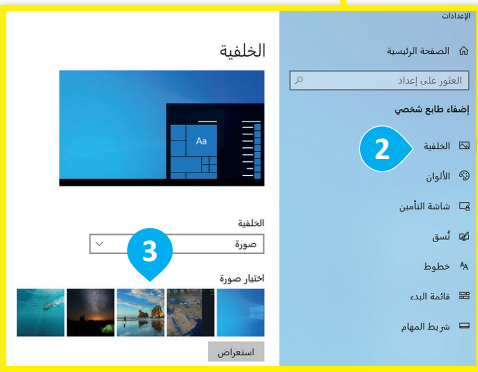 الإعدادات
الصفحة الرئيسية
العثور على إعداد
إضفاء طابع شخصي
الخلفية
2
الألوان
شاشة التأمين
نُسق
خطوط
قائمة البدء
شريط المهام
الخلفية
Aa
الخلفية
صورة
3
اختيار صورة
استعراض